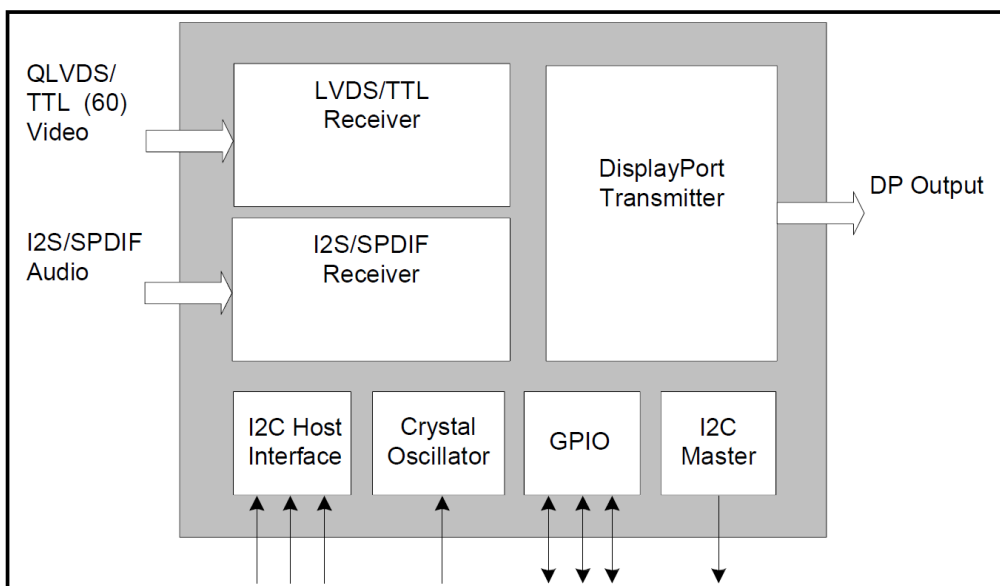 QLVDS/
TTL (60)
Video
LVDS/TTL
Receiver
DisplayPort
Transmitter
DP Output
I2S/SPDIF
Audio
I2S/SPDIF
Receiver
I2C Host
Interface
Crystal
Oscillator
GPIO
I2C
Master